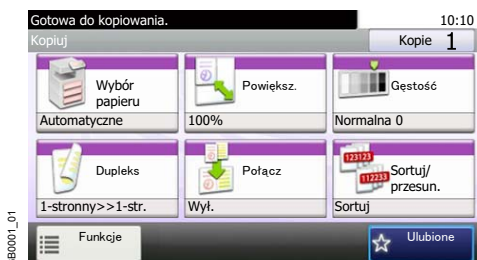 Gotowa do kopiowania.
10:10
Kopiuj
Kopie 1
Wybór
papieru
Automatyczne
Powiększ.
100%
Gęstość
Normalna 0
Dupleks
1-stronny>>1-str.
Połącz
Wył.
123123
112233
Sortuj/
przesun.
Sortuj
Funkcje
Ulubione
B0001_01